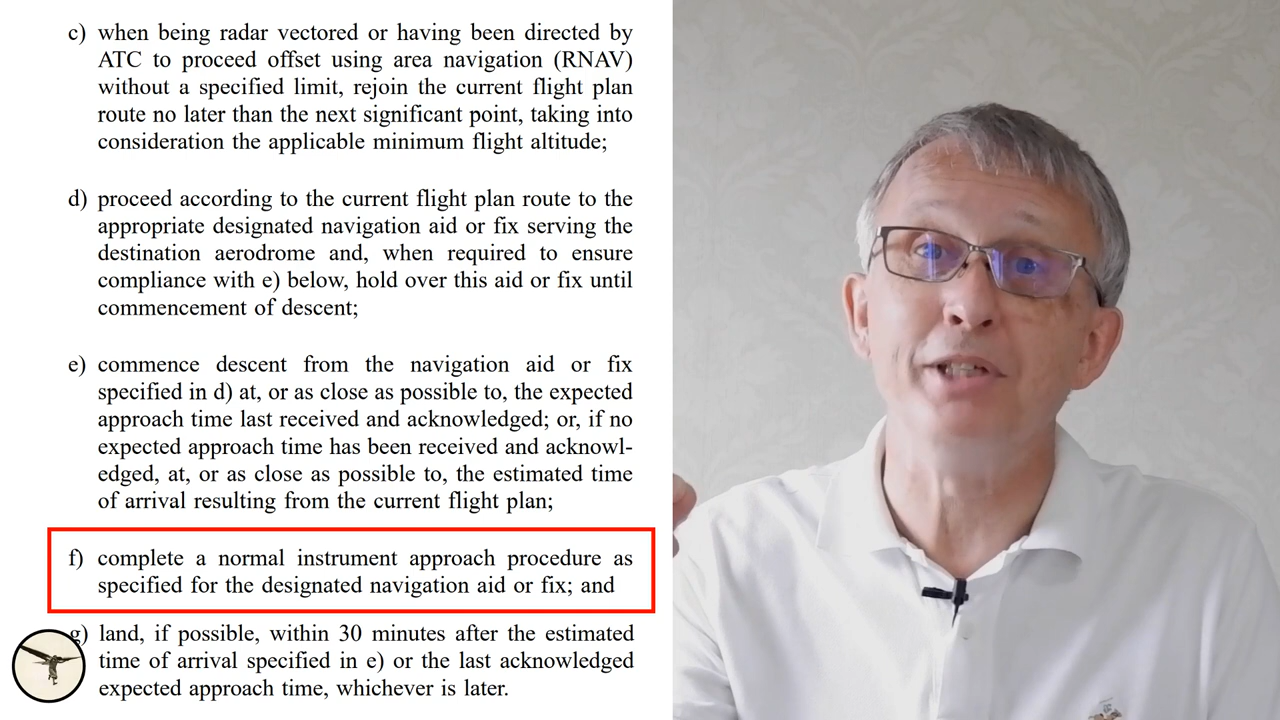 c) when being radar vectored or having been directed by
ATC to proceed offset using area navigation (RNAV)
without a specified limit, rejoin the current flight plan
route no later than the next significant point, taking into
consideration the applicable minimum flight altitude;
d) proceed according to the current flight plan route to the
appropriate designated navigation aid or fix serving the
destination aerodrome and, when required to ensure
compliance with e) below, hold over this aid or fix until
commencement of descent;
e) commence descent from the navigation aid or fix
specified in d) at, or as close as possible to, the expected
approach time last received and acknowledged; or, if no
expected approach time has been received and acknowl-
edged, at, or as close as possible to, the estimated time
of arrival resulting from the current flight plan;
f) complete a normal instrument approach procedure as
specified for the designated navigation aid or fix; and
g) land, if possible, within 30 minutes after the estimated
time of arrival specified in e) or the last acknowledged
expected approach time, whichever is later.